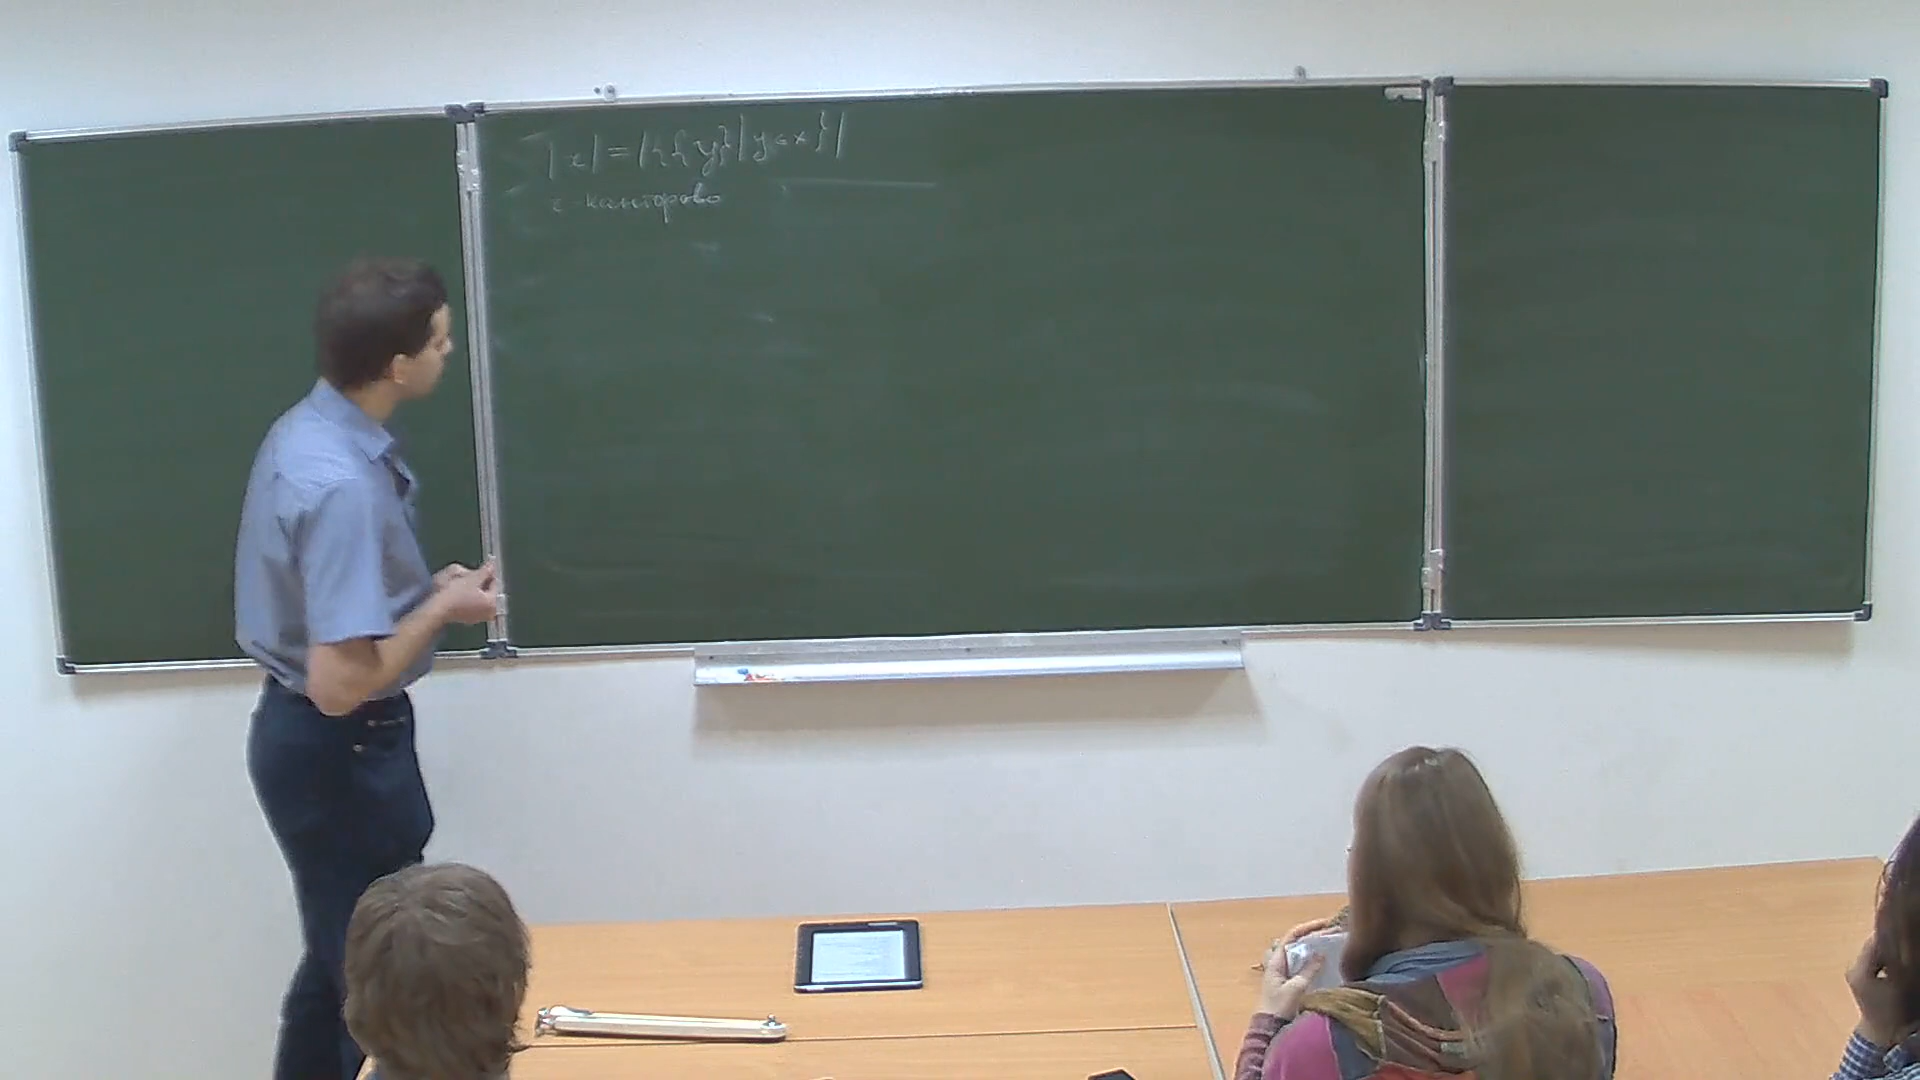 |x| = |{{y} | y ∈ x}|
x - канторово